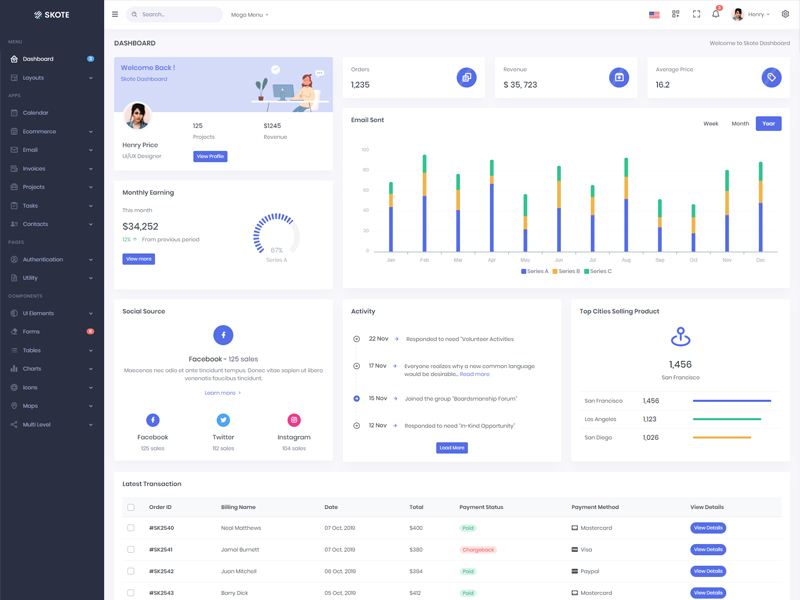 SKOTE
Search...
Mega Menu
Henry
MENU
Dashboard
Layouts
APPS
Calendar
Ecommerce
Email
Invoices
Projects
Tasks
Contacts
PAGES
Authentication
Utility
COMPONENTS
UI Elements
Forms
Tables
Charts
Icons
Maps
Multi Level
DASHBOARD
Welcome to Skote Dashboard
Welcome Back !
Skote Dashboard
Henry Price
UI/UX Designer
125
Projects
$1245
Revenue
View Profile
Orders
1,235
Revenue
$ 35, 723
Average Price
16.2
Monthly Earning
This month
$34,252
12% From previous period
View more
67%
Series A
Email Sent
Week Month Year
100
80
60
40
20
0
Jan Feb Mar Apr May Jun Jul Aug Sep Oct Nov Dec
Series A Series B Series C
Social Source
Facebook - 125 sales
Maecenas nec odio et ante tincidunt tempus. Donec vitae sapien ut libero
venenatis faucibus tincidunt.
Learn more
Facebook
125 sales
Twitter
112 sales
Instagram
104 sales
Activity
22 Nov Responded to need "Volunteer Activities
17 Nov Everyone realizes why a new common language
would be desirable... Read more
15 Nov Joined the group "Boardsmanship Forum"
12 Nov Responded to need "In-Kind Opportunity"
Load More
Top Cities Selling Product
1,456
San Francisco
San Francisco 1,456
Los Angeles 1,123
San Diego 1,026
Latest Transaction
Order ID Billing Name Date Total Payment Status Payment Method View Details
#SK2540 Neal Matthews 07 Oct, 2019 $400 Paid Mastercard View Details
#SK2541 Jamal Burnett 07 Oct, 2019 $380 Chargeback Visa View Details
#SK2542 Juan Mitchell 06 Oct, 2019 $384 Paid Paypal View Details
#SK2543 Barry Dick 05 Oct, 2019 $412 Paid Mastercard View Details